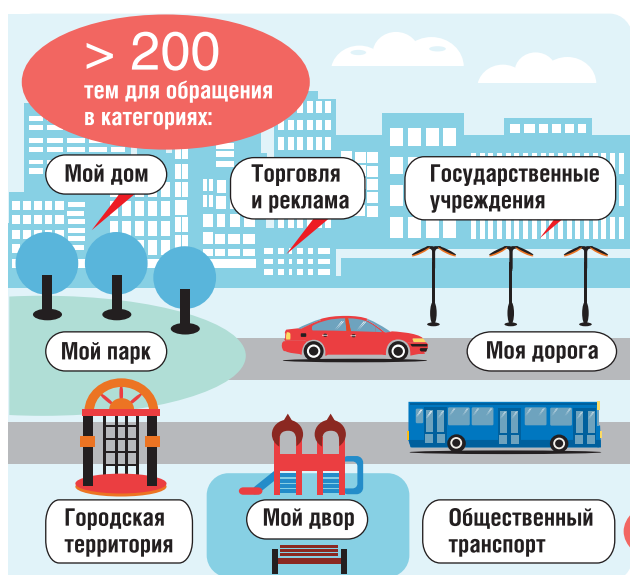 > 200
тем для обращения
в категориях:
Мой дом
Торговля
и реклама
Государственные
учреждения
Мой парк
Моя дорога
Городская
территория
Мой двор
Общественный
транспорт